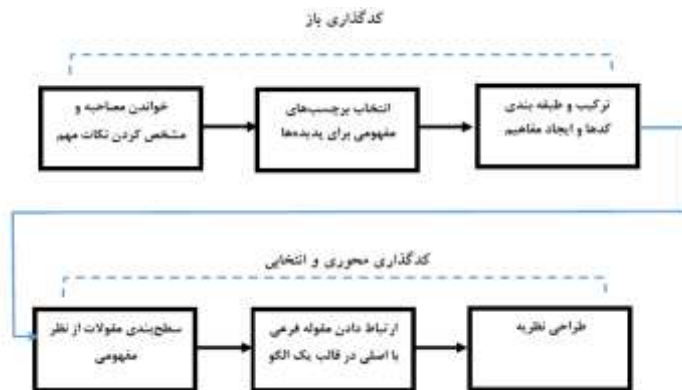 کدگذاری باز
خواندن مصاحبه و
مشخص کردن نکات مهم
انتخاب برچسب‌های
مفهومی برای پدیده‌ها
ترکیب و طبقه بندی
کدها و ایجاد مفاهیم
کدگذاری محوری و انتخابی
سطح‌بندی مقولات از نظر
مفهومی
ارتباط دادن مقوله فرعی
با اصلی در قالب یک الگو
طراحی نظریه